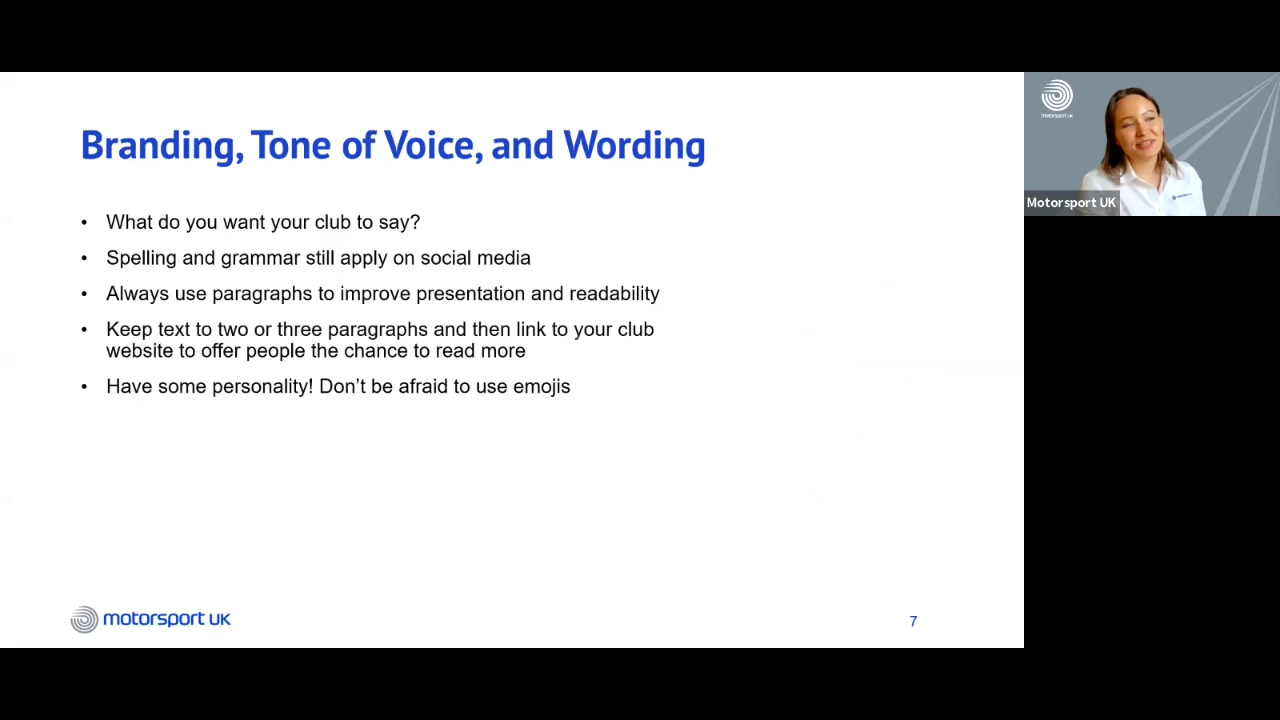 Branding, Tone of Voice, and Wording
• What do you want your club to say?
• Spelling and grammar still apply on social media
• Always use paragraphs to improve presentation and readability
• Keep text to two or three paragraphs and then link to your club
website to offer people the chance to read more
• Have some personality! Don’t be afraid to use emojis
motorsport UK
7
motorsport UK
Motorsport UK